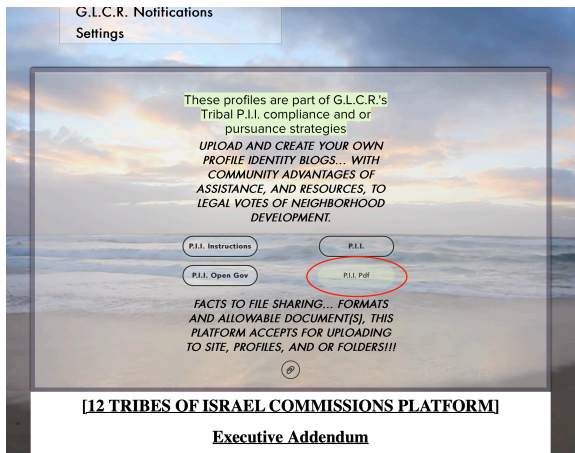 G.L.C.R. Notifications
Settings
These profiles are part of G.L.C.R.'s
Tribal P.I.I. compliance and or
pursuance strategies
UPLOAD AND CREATE YOUR OWN
PROFILE IDENTITY BLOGS... WITH
COMMUNITY ADVANTAGES OF
ASSISTANCE, AND RESOURCES, TO
LEGAL VOTES OF NEIGHBORHOOD
DEVELOPMENT.
P.I.I. Instructions
P.I.I.
P.I.I. Open Gov
P.I.I. Pdf
FACTS TO FILE SHARING... FORMATS
AND ALLOWABLE DOCUMENT(S), THIS
PLATFORM ACCEPTS FOR UPLOADING
TO SITE, PROFILES, AND OR FOLDERS!!!
[12 TRIBES OF ISRAEL COMMISSIONS PLATFORM]
Executive Addendum